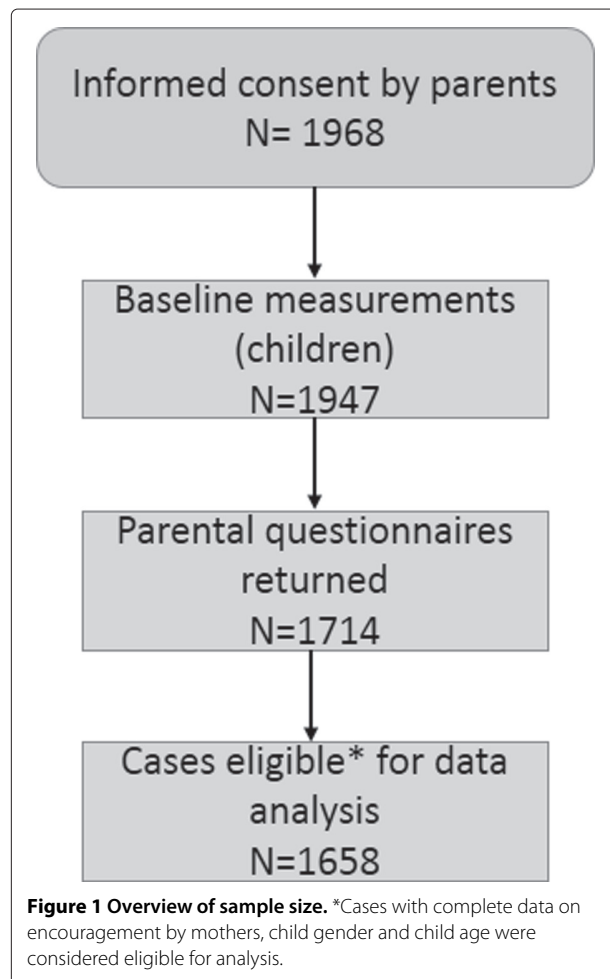 Informed consent by parents
N= 1968
Baseline measurements
(children)
N=1947
Parental questionnaires
returned
N=1714
Cases eligible* for data
analysis
N=1658
Figure 1 Overview of sample size. *Cases with complete data on
encouragement by mothers, child gender and child age were
considered eligible for analysis.